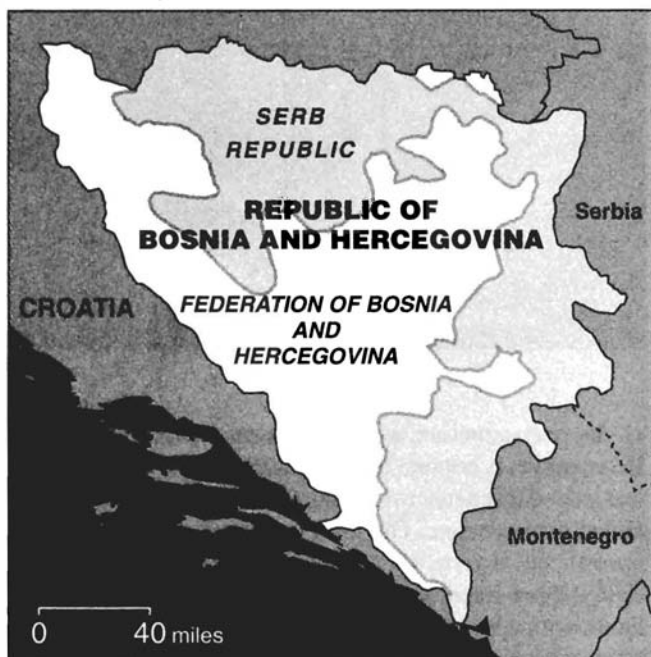 SERB
REPUBLIC
REPUBLIC OF
BOSNIA AND HERCEGOVINA
Serbia
CROATIA
FEDERATION OF BOSNIA
AND
HERCEGOVINA
Montenegro
0 40 miles